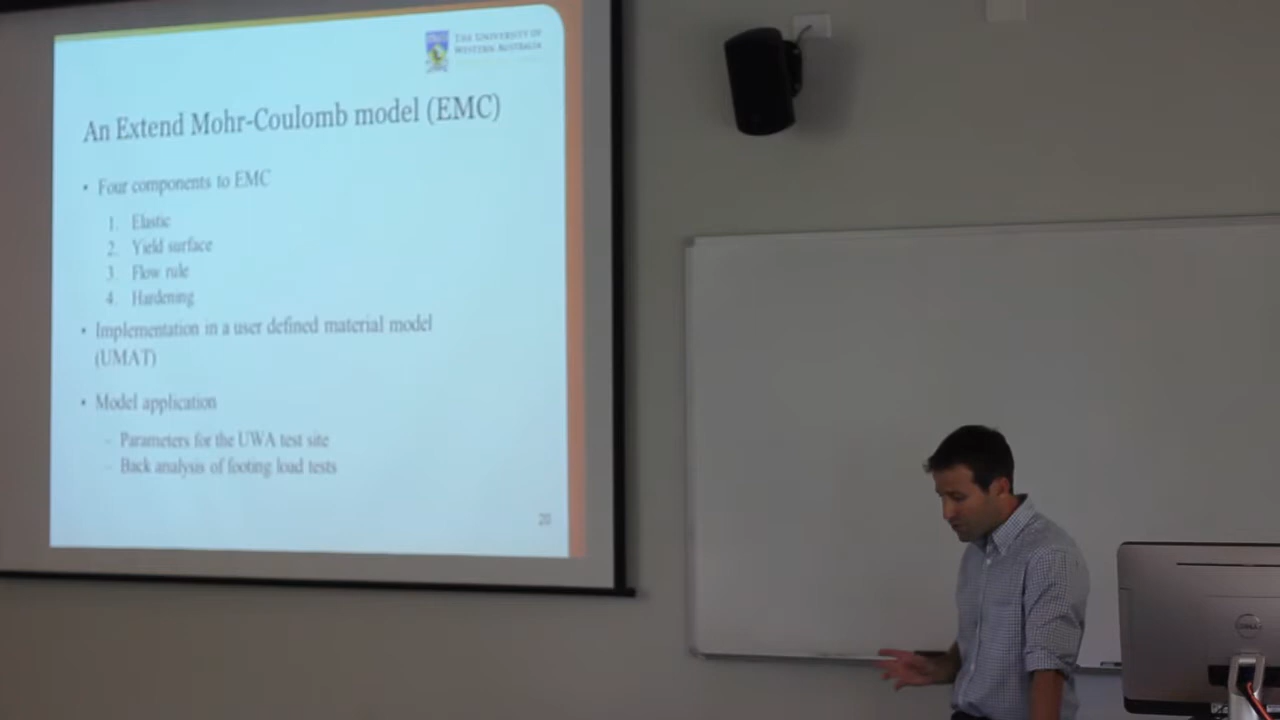 THE UNIVERSITY OF
WESTERN AUSTRALIA
An Extend Mohr-Coulomb model (EMC)
• Four components to EMC
1. Elastic
2. Yield surface
3. Flow rule
4. Hardening
• Implementation in a user defined material model
(UMAT)
• Model application
– Parameters for the UWA test site
– Back analysis of footing load tests
20
DELL